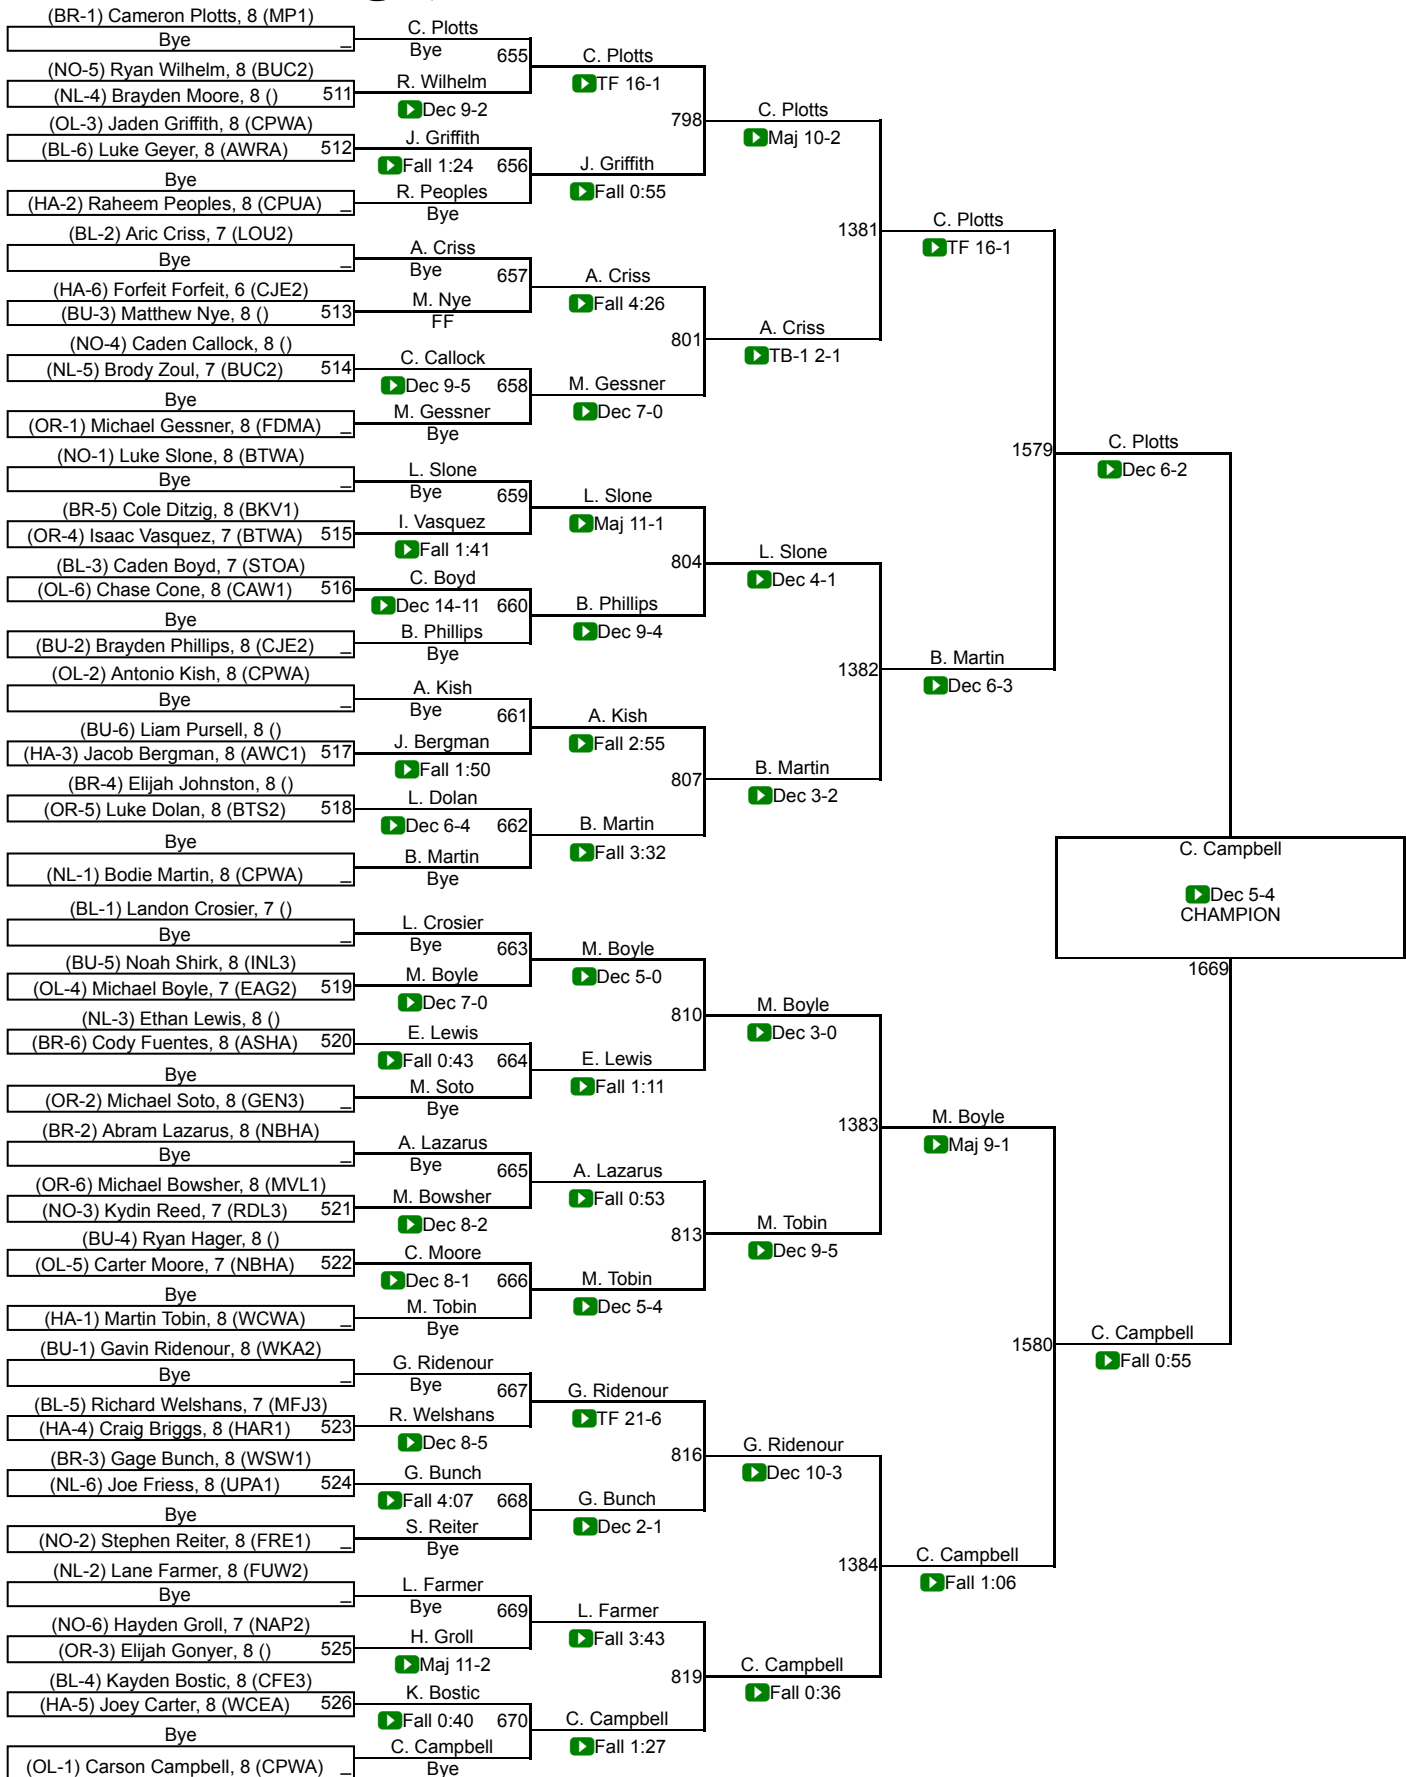 (BR-1) Cameron Plotts, 8 (MP1)
Bye
(NO-5) Ryan Wilhelm, 8 (BUC2)
(NL-4) Brayden Moore, 8 () 511
(OL-3) Jaden Griffith, 8 (CPWA)
(BL-6) Luke Geyer, 8 (AWRA) 512
Bye
(HA-2) Raheem Peoples, 8 (CPUA)
(BL-2) Aric Criss, 7 (LOU2)
Bye
(HA-6) Forfeit Forfeit, 6 (CJE2)
(BU-3) Matthew Nye, 8 () 513
(NO-4) Caden Callock, 8 ()
(NL-5) Brody Zoul, 7 (BUC2) 514
Bye
(OR-1) Michael Gessner, 8 (FDMA)
(NO-1) Luke Slone, 8 (BTWA)
Bye
(BR-5) Cole Ditzig, 8 (BKV1)
(OR-4) Isaac Vasquez, 7 (BTWA) 515
(BL-3) Caden Boyd, 7 (STOA)
(OL-6) Chase Cone, 8 (CAW1) 516
Bye
(BU-2) Brayden Phillips, 8 (CJE2)
(OL-2) Antonio Kish, 8 (CPWA)
Bye
(BU-6) Liam Pursell, 8 ()
(HA-3) Jacob Bergman, 8 (AWC1) 517
(BR-4) Elijah Johnston, 8 ()
(OR-5) Luke Dolan, 8 (BTS2) 518
Bye
(NL-1) Bodie Martin, 8 (CPWA)
(BL-1) Landon Crosier, 7 ()
Bye
(BU-5) Noah Shirk, 8 (INL3)
(OL-4) Michael Boyle, 7 (EAG2) 519
(NL-3) Ethan Lewis, 8 ()
(BR-6) Cody Fuentes, 8 (ASHA) 520
Bye
(OR-2) Michael Soto, 8 (GEN3)
(BR-2) Abram Lazarus, 8 (NBHA)
Bye
(OR-6) Michael Bowsher, 8 (MVL1)
(NO-3) Kydin Reed, 7 (RDL3) 521
(BU-4) Ryan Hager, 8 ()
(OL-5) Carter Moore, 7 (NBHA) 522
Bye
(HA-1) Martin Tobin, 8 (WCWA)
(BU-1) Gavin Ridenour, 8 (WKA2)
Bye
(BL-5) Richard Welshans, 7 (MFJ3)
(HA-4) Craig Briggs, 8 (HAR1) 523
(BR-3) Gage Bunch, 8 (WSW1)
(NL-6) Joe Friess, 8 (UPA1) 524
Bye
(NO-2) Stephen Reiter, 8 (FRE1)
(NL-2) Lane Farmer, 8 (FUW2)
Bye
(NO-6) Hayden Groll, 7 (NAP2)
(OR-3) Elijah Gonyer, 8 () 525
(BL-4) Kayden Bostic, 8 (CFE3)
(HA-5) Joey Carter, 8 (WCEA) 526
Bye
(OL-1) Carson Campbell, 8 (CPWA)
C. Plotts
Bye 655
R. Wilhelm
Dec 9-2
J. Griffith
Fall 1:24 656
R. Peoples
Bye
A. Criss
Bye 657
M. Nye
FF
C. Callock
Dec 9-5 658
M. Gessner
Bye
L. Slone
Bye 659
I. Vasquez
Fall 1:41
C. Boyd
Dec 14-11 660
B. Phillips
Bye
A. Kish
Bye 661
J. Bergman
Fall 1:50
L. Dolan
Dec 6-4 662
B. Martin
Bye
L. Crosier
Bye 663
M. Boyle
Dec 7-0
E. Lewis
Fall 0:43 664
M. Soto
Bye
A. Lazarus
Bye 665
M. Bowsher
Dec 8-2
C. Moore
Dec 8-1 666
M. Tobin
Bye
G. Ridenour
Bye 667
R. Welshans
Dec 8-5
G. Bunch
Fall 4:07 668
S. Reiter
Bye
L. Farmer
Bye 669
H. Groll
Maj 11-2
K. Bostic
Fall 0:40 670
C. Campbell
Bye
C. Plotts
TF 16-1
798
J. Griffith
Fall 0:55
A. Criss
Fall 4:26
801
M. Gessner
Dec 7-0
L. Slone
Maj 11-1
804
B. Phillips
Dec 9-4
A. Kish
Fall 2:55
807
B. Martin
Fall 3:32
M. Boyle
Dec 5-0
810
E. Lewis
Fall 1:11
A. Lazarus
Fall 0:53
813
M. Tobin
Dec 5-4
G. Ridenour
TF 21-6
816
G. Bunch
Dec 2-1
L. Farmer
Fall 3:43
819
C. Campbell
Fall 1:27
C. Plotts
Maj 10-2
1381
A. Criss
TB-1 2-1
L. Slone
Dec 4-1
1382
B. Martin
Dec 3-2
M. Boyle
Dec 3-0
1383
M. Tobin
Dec 9-5
G. Ridenour
Dec 10-3
1384
C. Campbell
Fall 0:36
C. Plotts
TF 16-1
1579
B. Martin
Dec 6-3
M. Boyle
Maj 9-1
1580
C. Campbell
Fall 1:06
C. Plotts
Dec 6-2
C. Campbell
Fall 0:55
C. Campbell
Dec 5-4
CHAMPION
1669